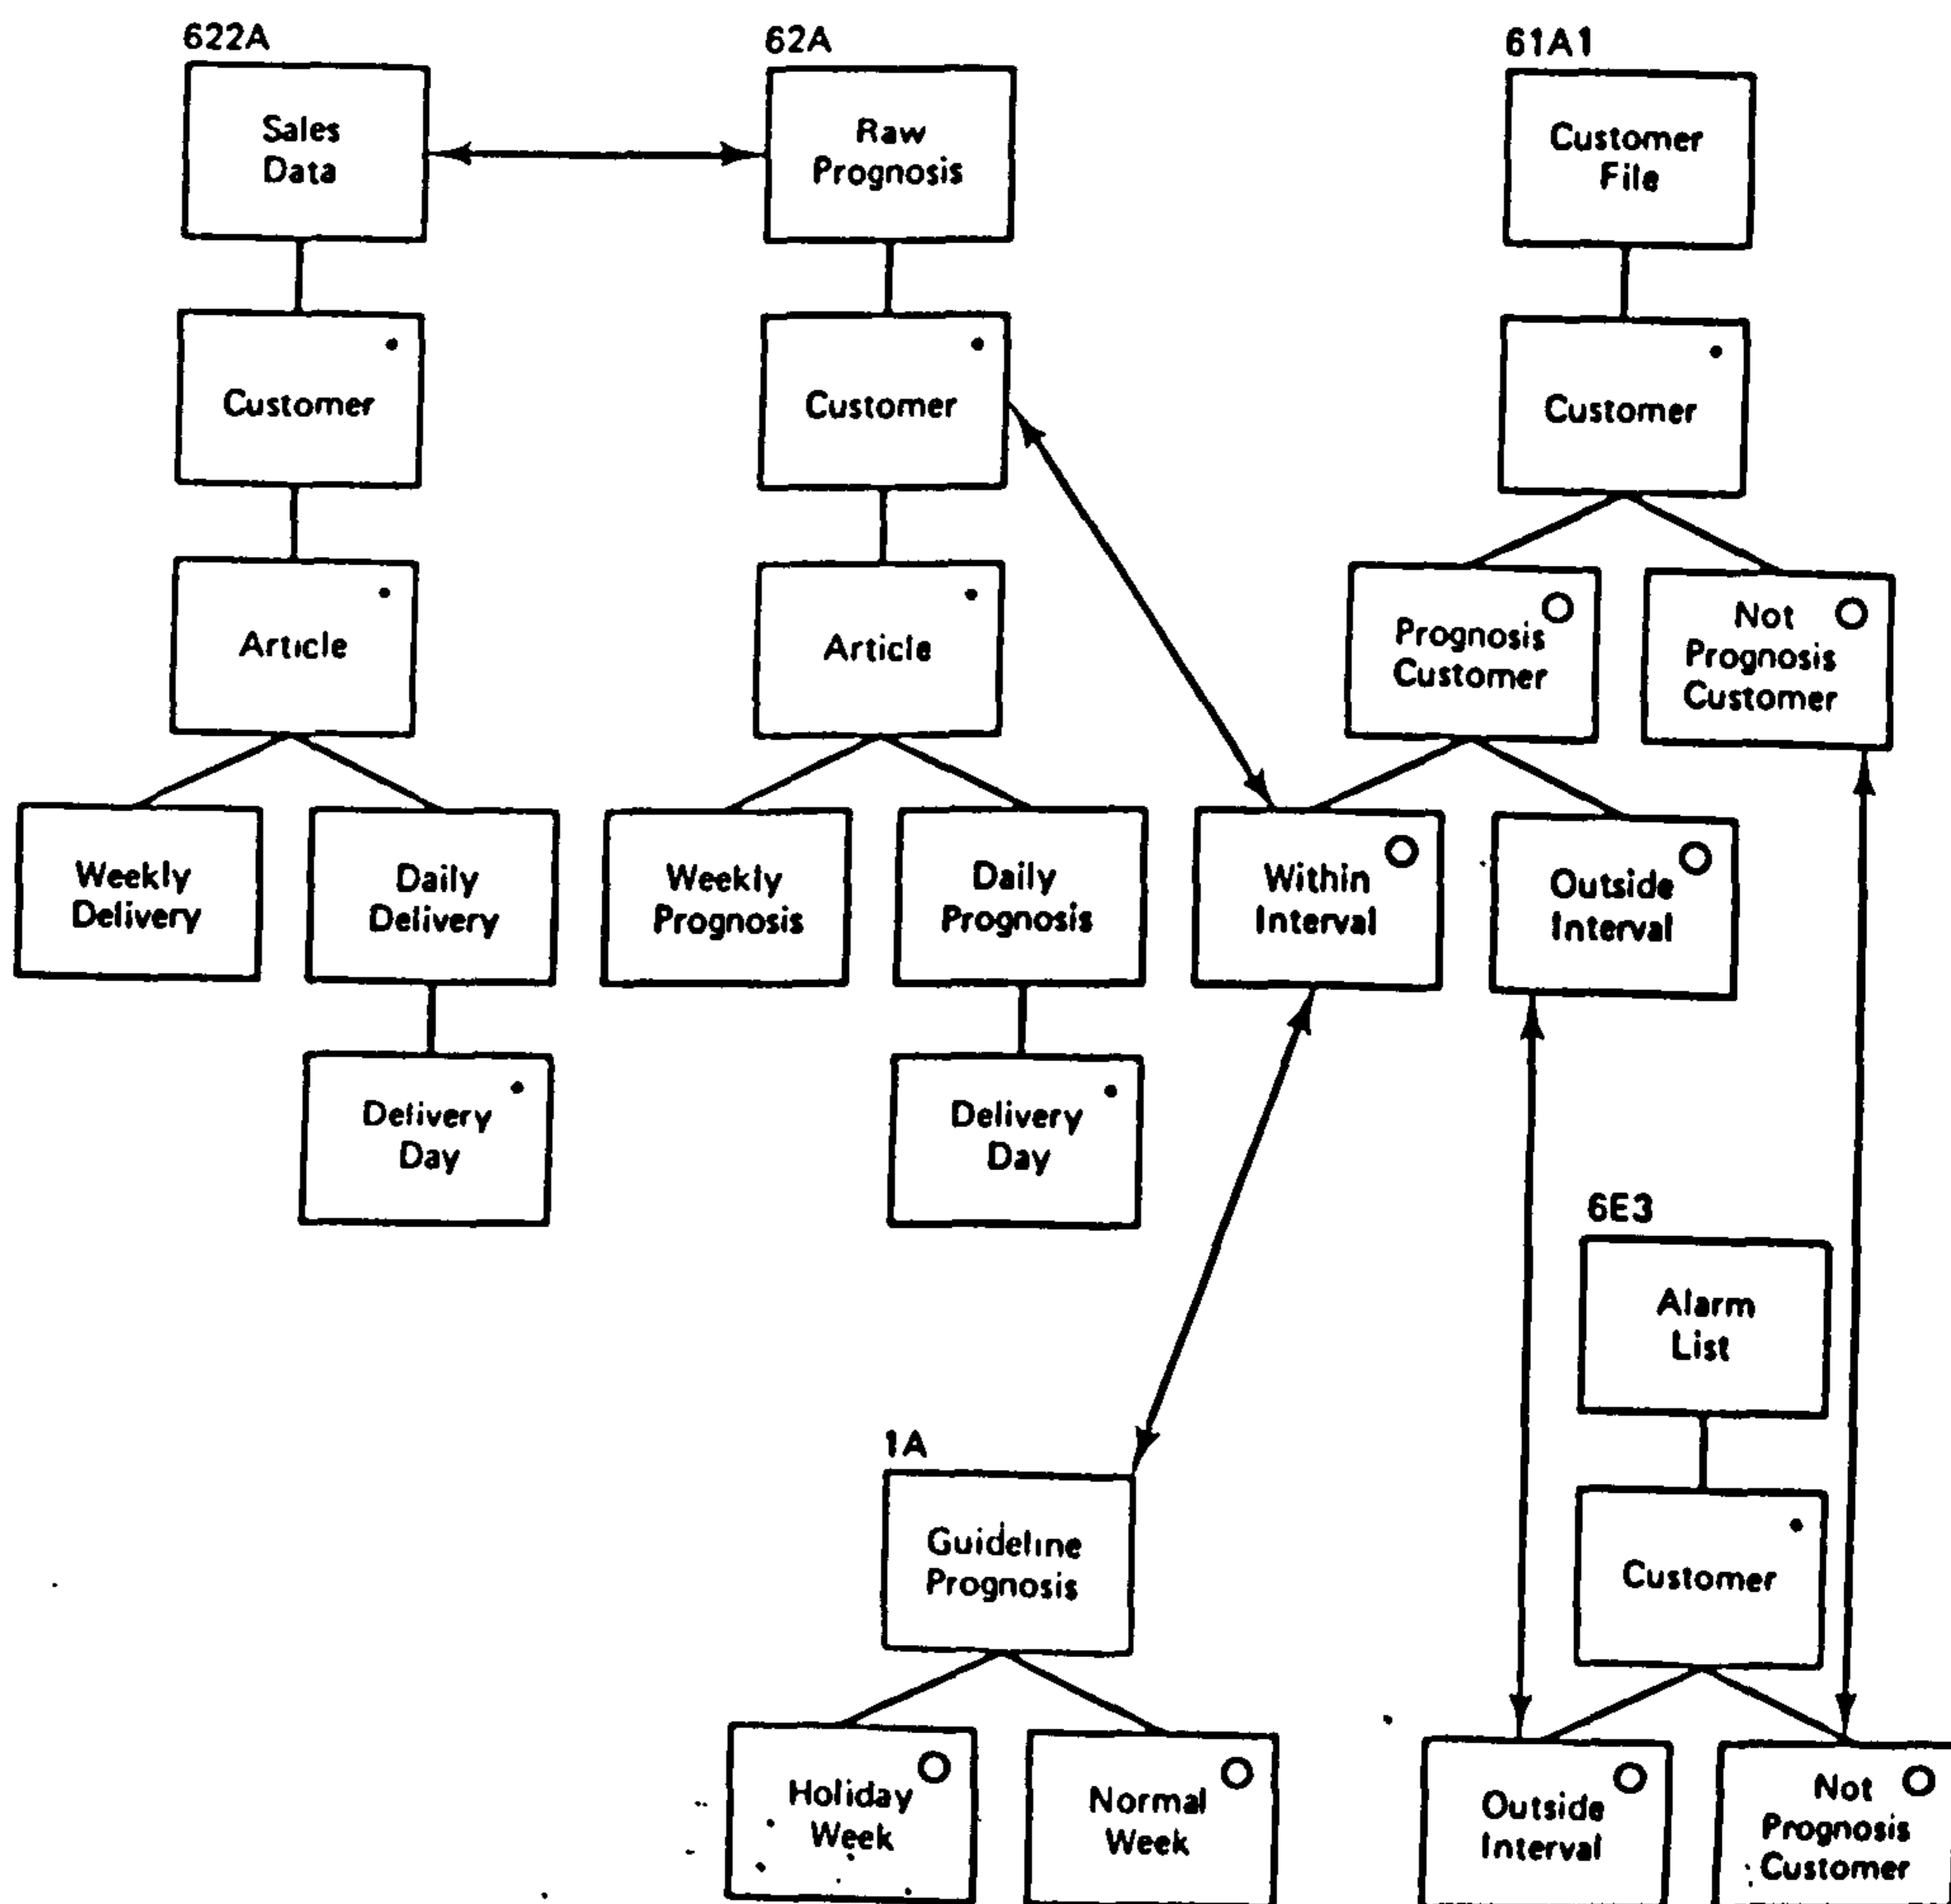 622A
Sales
Data
62A
Raw
Prognosis
61A1
Customer
File
Customer
Customer
Customer
Article
Article
Prognosis
Customer
Not
Prognosis
Customer
Weekly
Delivery
Daily
Delivery
Weekly
Prognosis
Daily
Prognosis
Within
Interval
Outside
Interval
Delivery
Day
Delivery
Day
6E3
Alarm
List
1A
Guideline
Prognosis
Customer
Holiday
Week
Normal
Week
Outside
Interval
Not
Prognosis
Customer